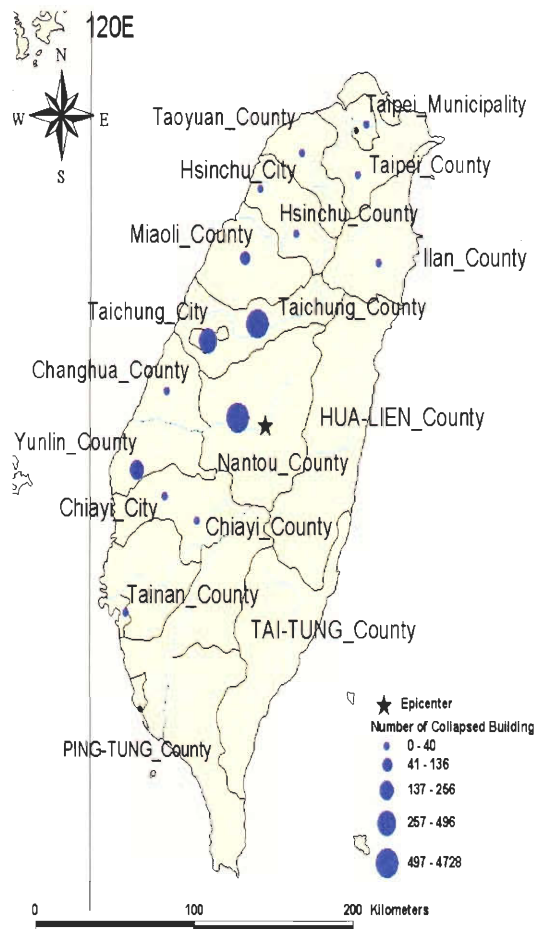 120E
N
W E
S
Taoyuan_County
Taipei_Municipality
Hsinchu_City
Taipei_County
Hsinchu_County
Miaoli_County
Ilan_County
Taichung_City
Taichung_County
Changhua_County
HUA-LIEN_County
Yunlin_County
Nantou_County
Chiayi_City
Chiayi_County
Tainan_County
TAI-TUNG_County
PING-TUNG_County
Epicenter
Number of Collapsed Building
0 - 40
41 - 136
137 - 256
257 - 496
497 - 4728
0 100 200 Kilometers